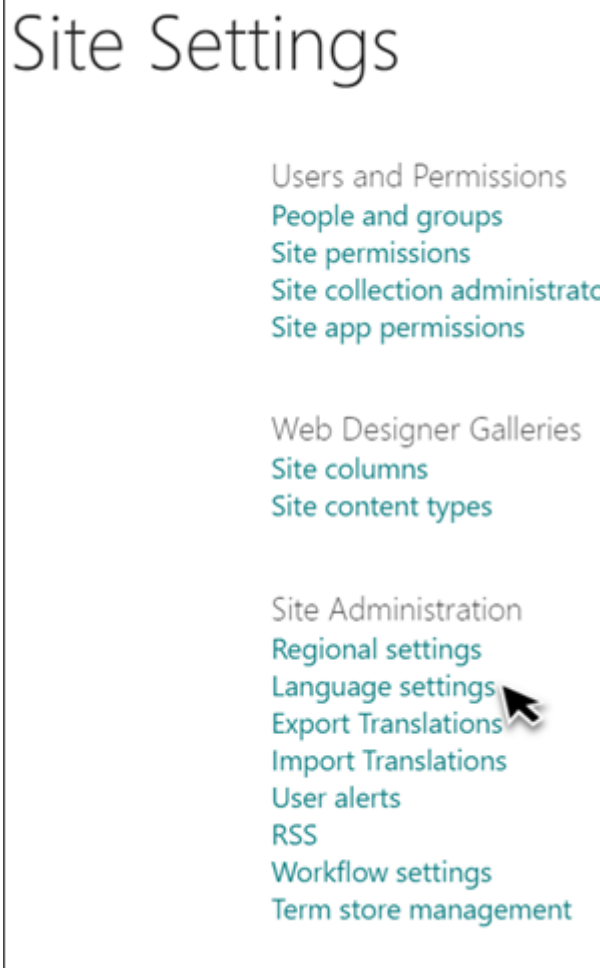 Site Settings
Users and Permissions
People and groups
Site permissions
Site collection administrato
Site app permissions
Web Designer Galleries
Site columns
Site content types
Site Administration
Regional settings
Language settings
Export Translations
Import Translations
User alerts
RSS
Workflow settings
Term store management